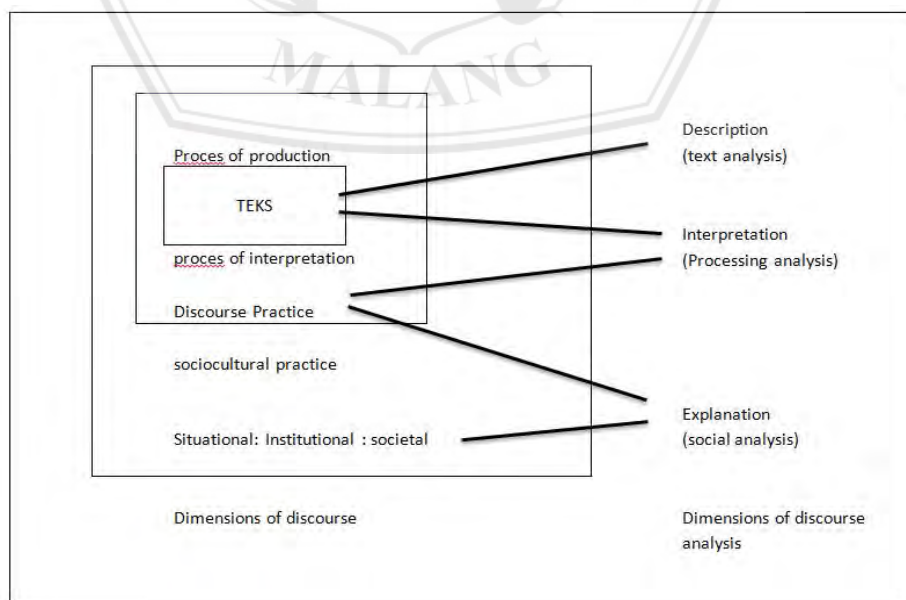 MALANG
Proces of production
TEKS
proces of interpretation
Discourse Practice
sociocultural practice
Situational: Institutional : societal
Dimensions of discourse
Description
(text analysis)
Interpretation
(Processing analysis)
Explanation
(social analysis)
Dimensions of discourse
analysis